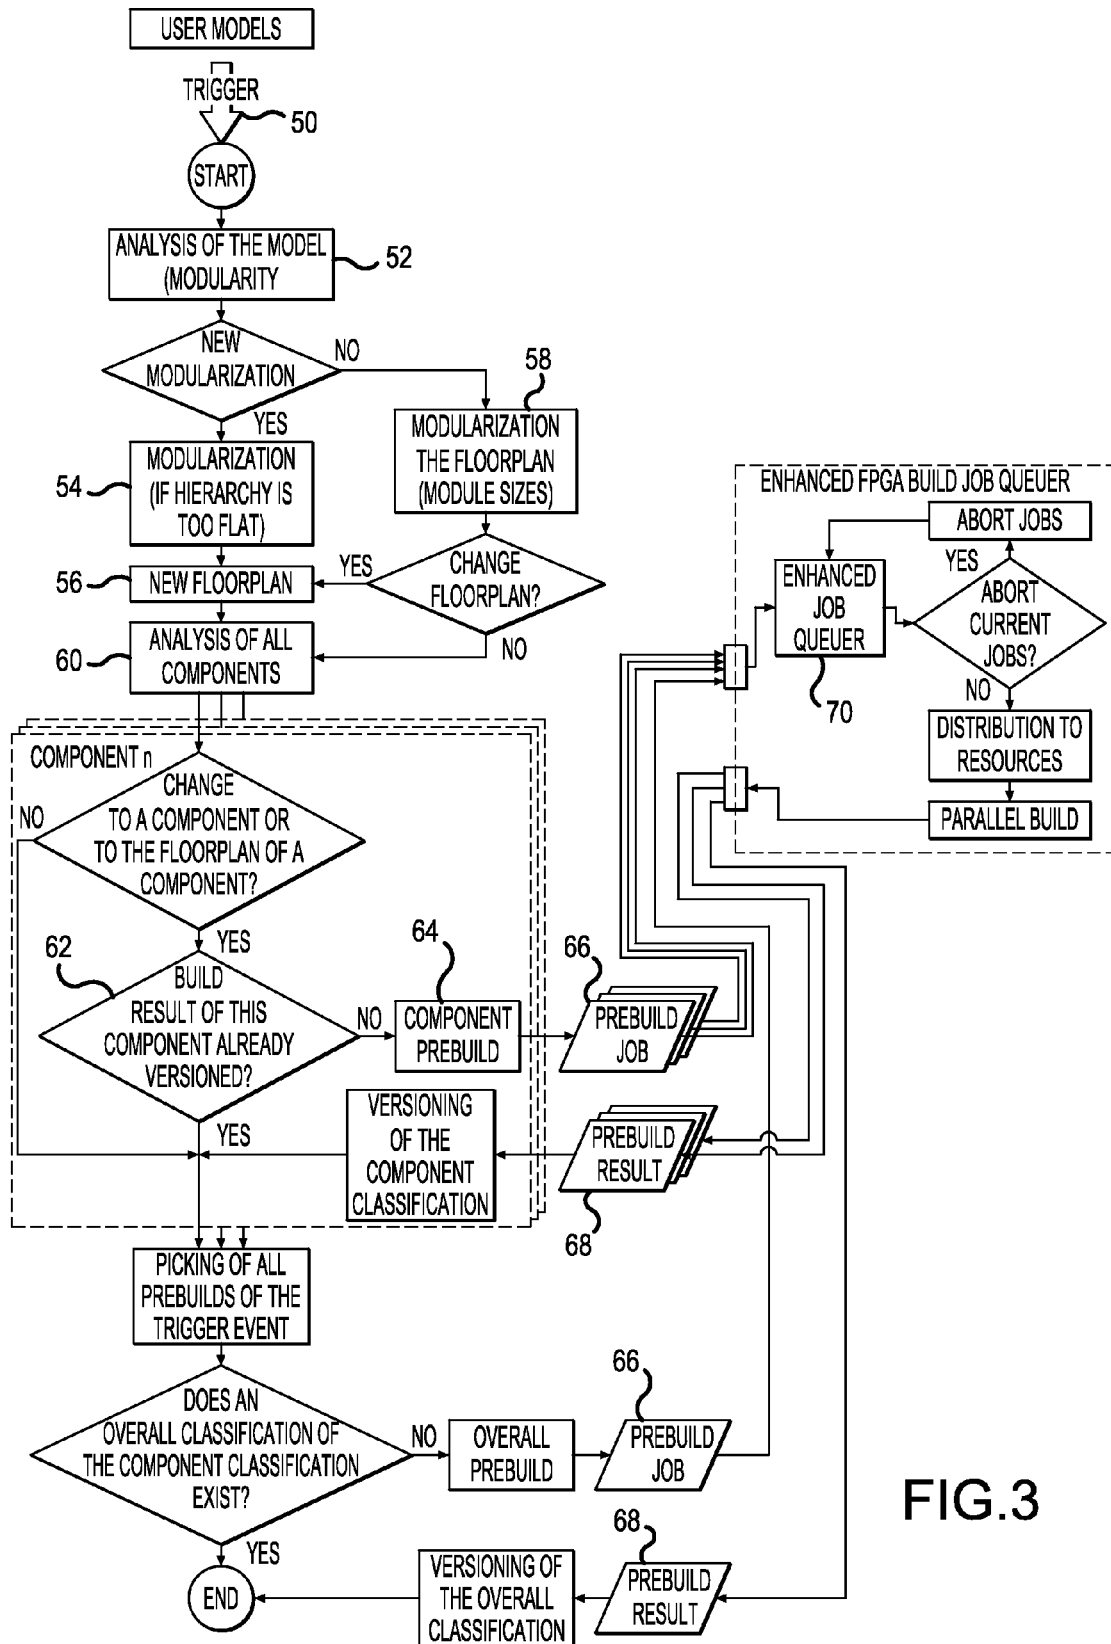 USER MODELS
TRIGGER
50
START
ANALYSIS OF THE MODEL
(MODULARITY
52
NEW
MODULARIZATION
NO
YES
58
MODULARIZATION
THE FLOORPLAN
(MODULE SIZES)
54
MODULARIZATION
(IF HIERARCHY IS
TOO FLAT)
56
NEW FLOORPLAN
YES
CHANGE
FLOORPLAN?
NO
60
ANALYSIS OF ALL
COMPONENTS
ENHANCED FPGA BUILD JOB QUEUER
ABORT JOBS
YES
ENHANCED
JOB
QUEUER
70
ABORT
CURRENT
JOBS?
NO
DISTRIBUTION TO
RESOURCES
PARALLEL BUILD
COMPONENT n
CHANGE
TO A COMPONENT OR
TO THE FLOORPLAN OF A
COMPONENT?
NO
YES
62
BUILD
RESULT OF THIS
COMPONENT ALREADY
VERSIONED?
NO
YES
64
COMPONENT
PREBUILD
66
PREBUILD
JOB
VERSIONING
OF THE
COMPONENT
CLASSIFICATION
PREBUILD
RESULT
68
PICKING OF ALL
PREBUILDS OF THE
TRIGGER EVENT
DOES AN
OVERALL CLASSIFICATION OF
THE COMPONENT CLASSIFICATION
EXIST?
NO
YES
OVERALL
PREBUILD
66
PREBUILD
JOB
END
VERSIONING OF
THE OVERALL
CLASSIFICATION
68
PREBUILD
RESULT
FIG.3